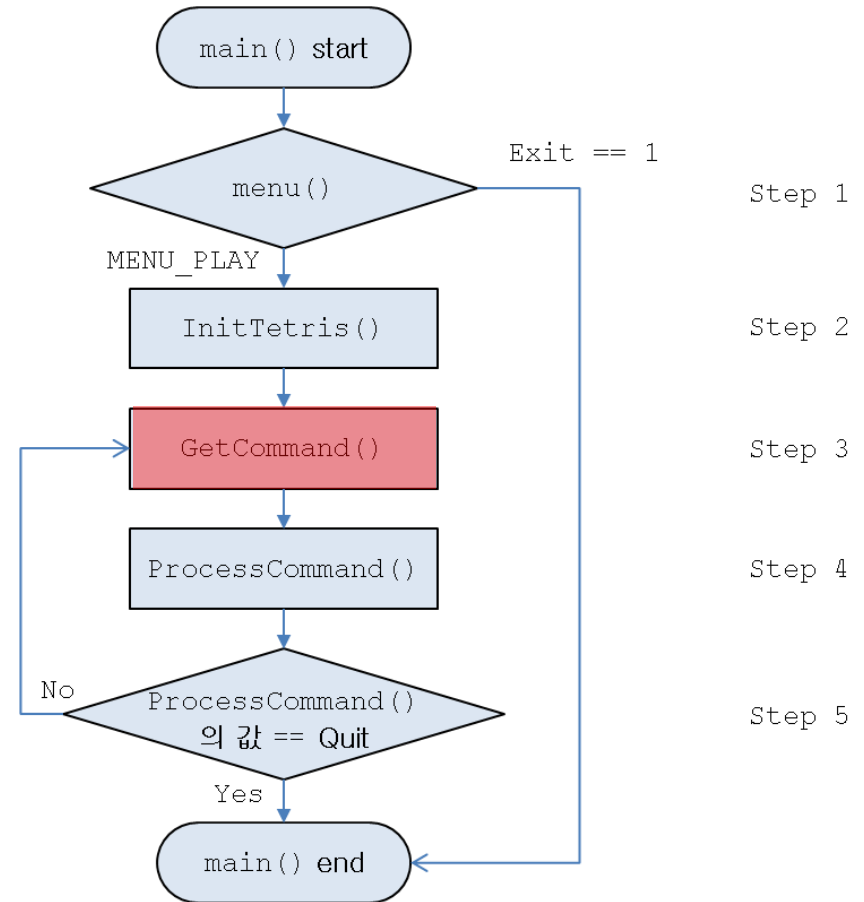 main() start
Exit == 1
menu()
Step 1
MENU_PLAY
InitTetris()
Step 2
GetCommand()
Step 3
ProcessCommand()
Step 4
No
ProcessCommand()
의 값 == Quit
Step 5
Yes
main() end